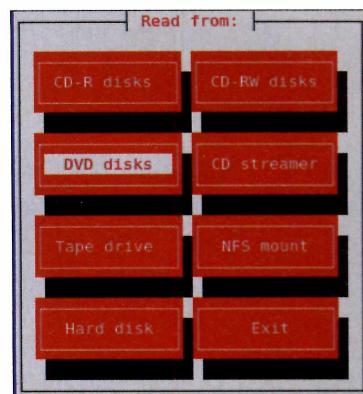 Read from:
CD-R disks
CD-RW disks
DVD disks
CD streamer
Tape drive
NFS mount
Hard disk
Exit